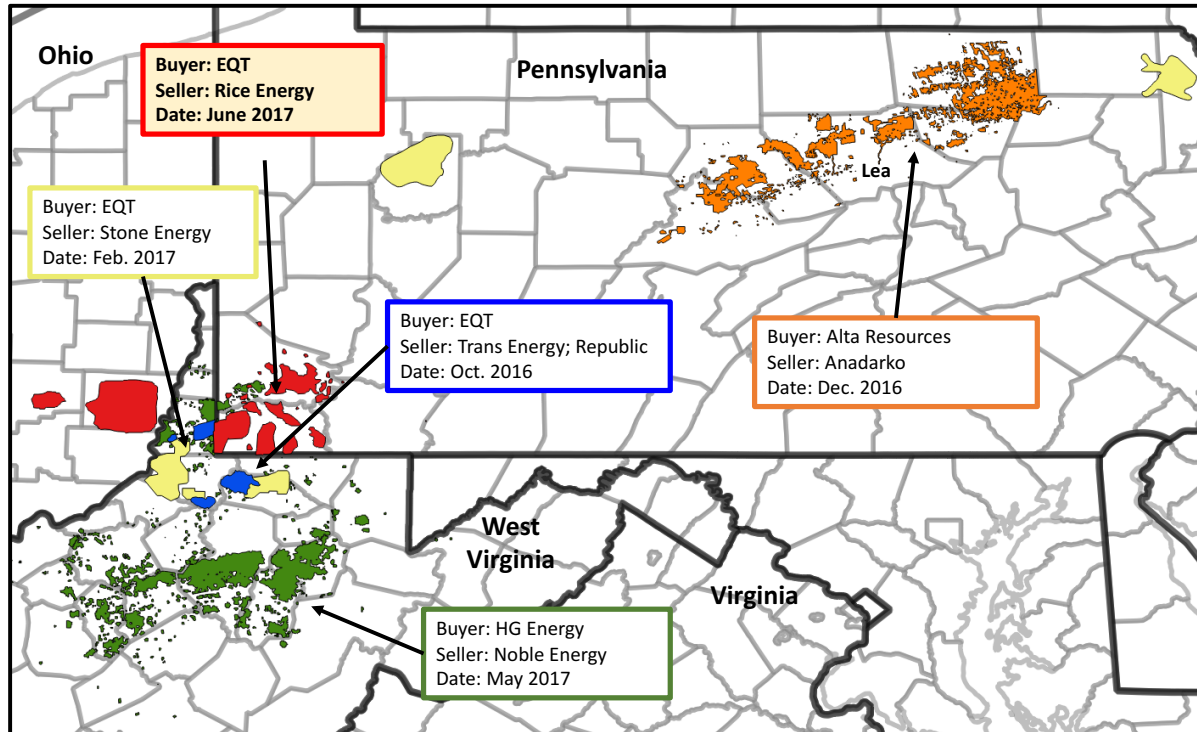 Ohio
Pennsylvania
Buyer: EQT
Seller: Rice Energy
Date: June 2017
Lea
Buyer: EQT
Seller: Stone Energy
Date: Feb. 2017
Buyer: EQT
Seller: Trans Energy; Republic
Date: Oct. 2016
Buyer: Alta Resources
Seller: Anadarko
Date: Dec. 2016
West
Virginia
Virginia
Buyer: HG Energy
Seller: Noble Energy
Date: May 2017